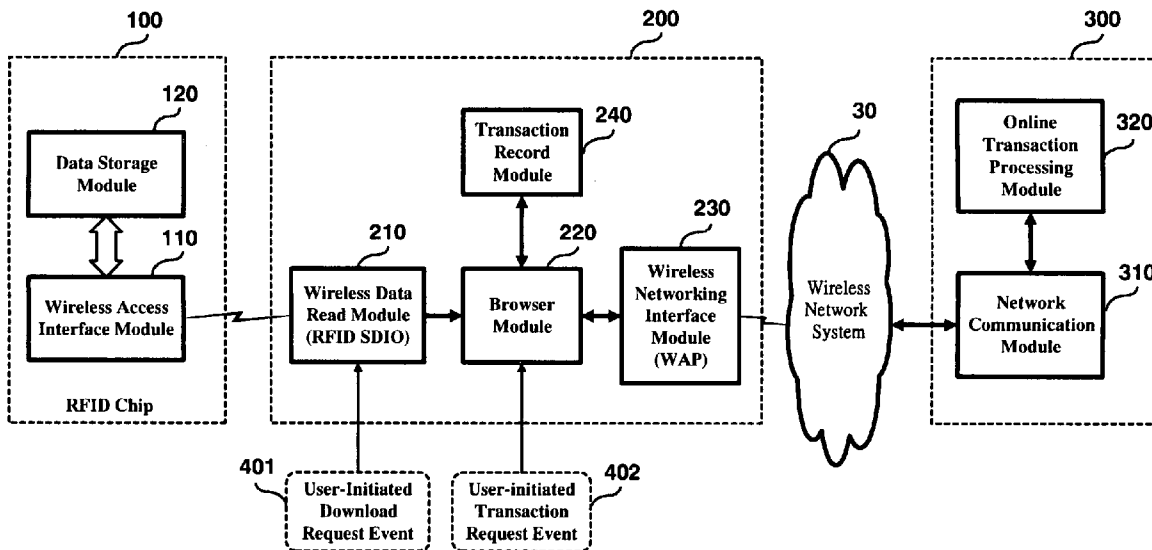 100
120
Data Storage
Module
110
Wireless Access
Interface Module
RFID Chip
200
Transaction
Record
Module
240
210
Wireless Data
Read Module
(RFID SDIO)
220
Browser
Module
230
Wireless
Networking
Interface
Module
(WAP)
401
User-Initiated
Download
Request Event
402
User-initiated
Transaction
Request Event
30
Wireless
Network
System
300
Online
Transaction
Processing
Module
320
310
Network
Communication
Module